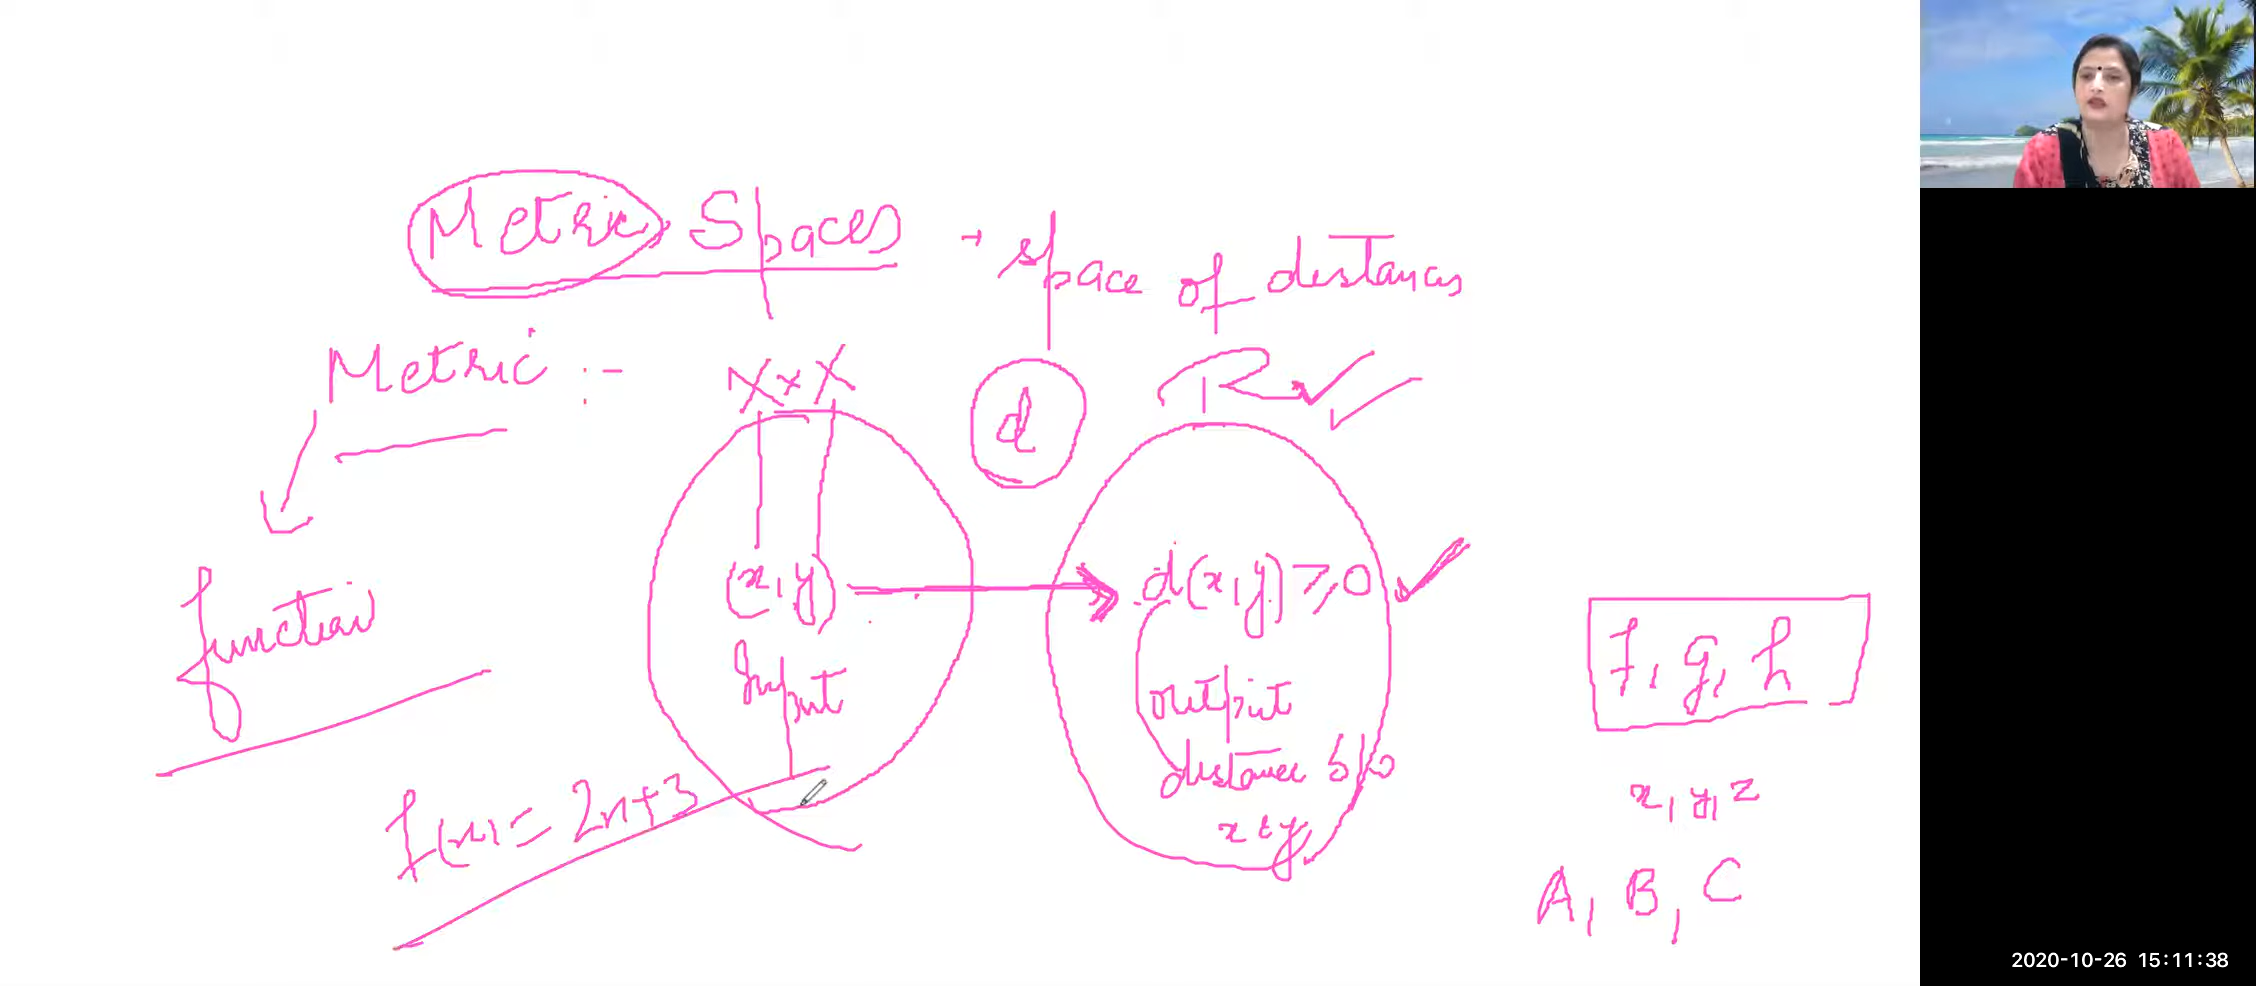 Metric Spaces → space of distances
Metric :-
X × X
d
R
function
(x, y)
d(x, y) ≥ 0
Input
output
distance b/w
x & y
f(x) = 2x+3
f, g, h
x, y, z
A, B, C
2020-10-26 15:11:38